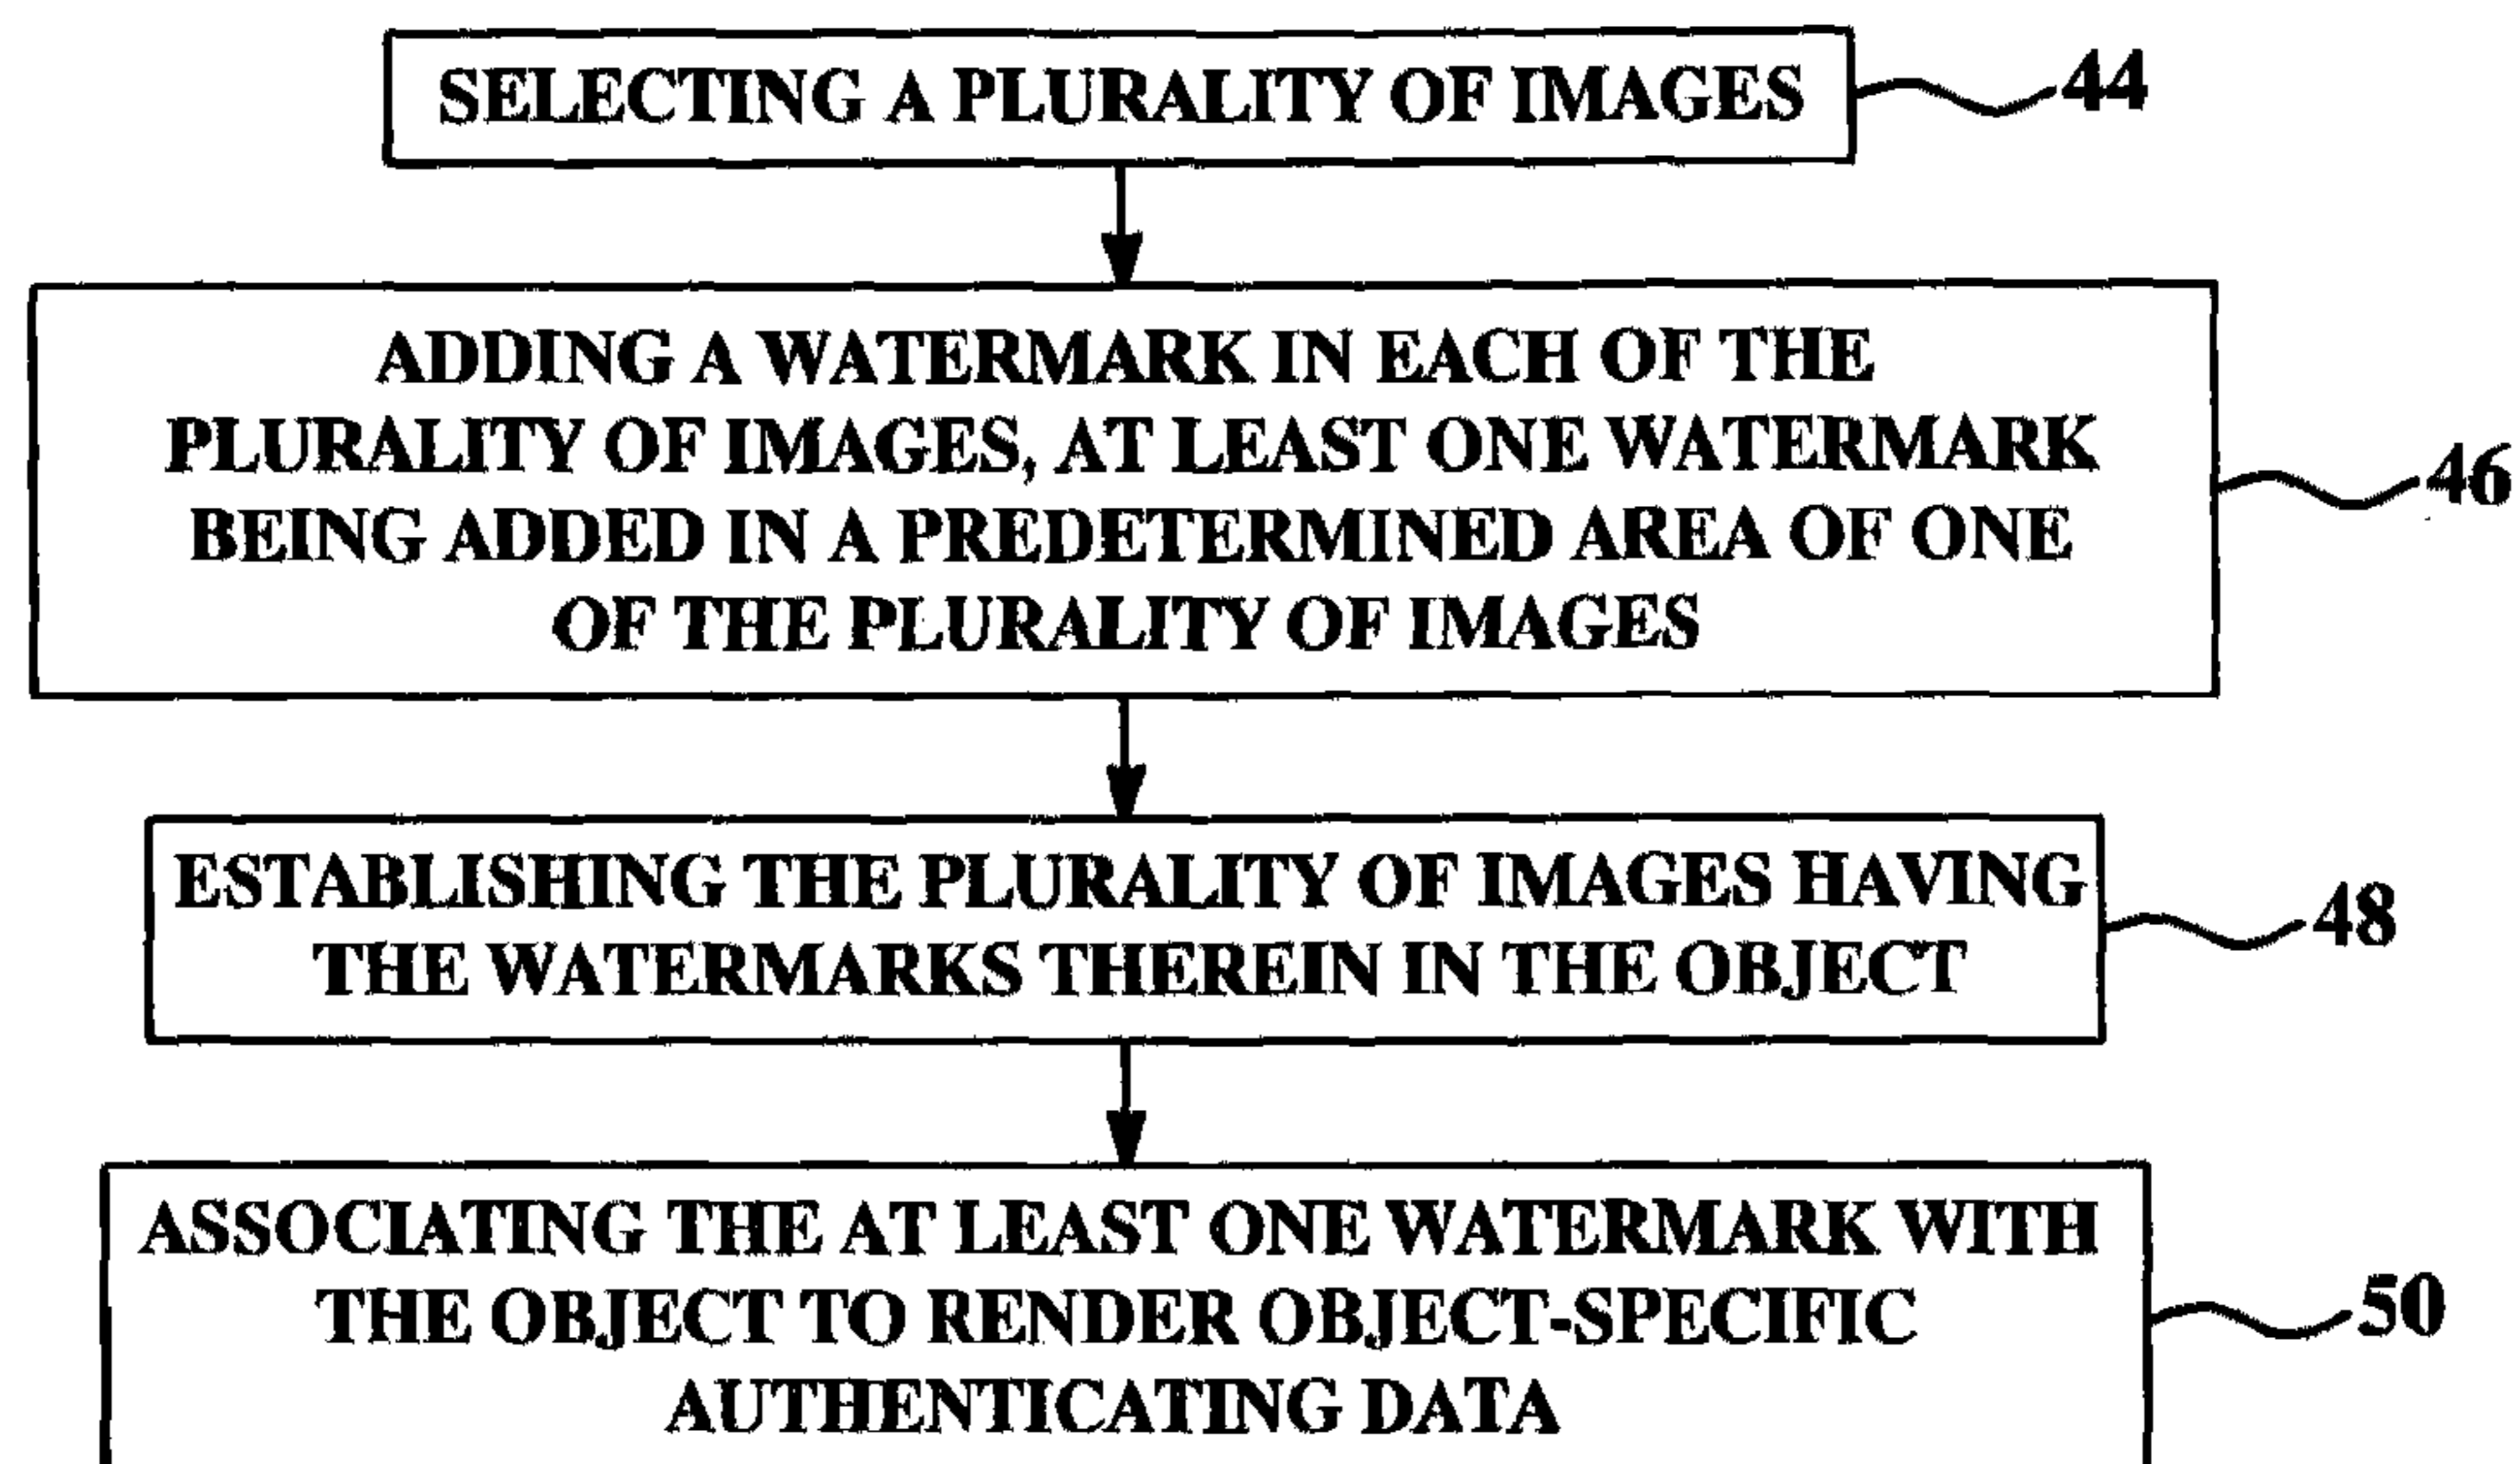 SELECTING A PLURALITY OF IMAGES
44
ADDING A WATERMARK IN EACH OF THE
PLURALITY OF IMAGES, AT LEAST ONE WATERMARK
BEING ADDED IN A PREDETERMINED AREA OF ONE
OF THE PLURALITY OF IMAGES
46
ESTABLISHING THE PLURALITY OF IMAGES HAVING
THE WATERMARKS THEREIN IN THE OBJECT
48
ASSOCIATING THE AT LEAST ONE WATERMARK WITH
THE OBJECT TO RENDER OBJECT-SPECIFIC
AUTHENTICATING DATA
50